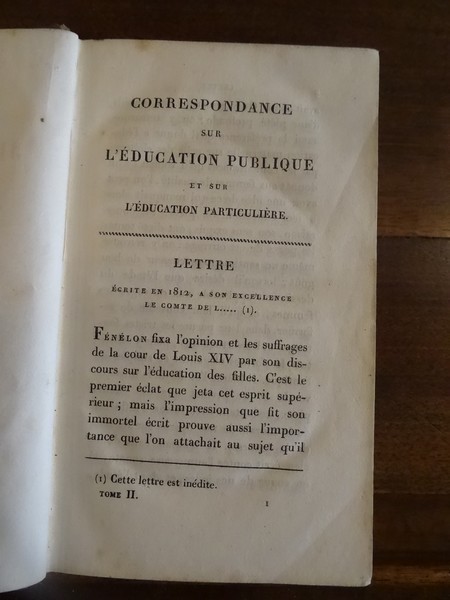 CORRESPONDANCE
SUR
L'ÉDUCATION PUBLIQUE
ET SUR
L'ÉDUCATION PARTICULIÈRE.
LETTRE
ÉCRITE EN 1812, A SON EXCELLENCE
LE COMTE DE L..... (1).
FÉNÉLON fixa l'opinion et les suffrages
de la cour de Louis XIV par son dis-
cours sur l'éducation des filles. C'est le
premier éclat que jeta cet esprit supé-
rieur ; mais l'impression que fit son
immortel écrit prouve aussi l'impor-
tance que l'on attachait au sujet qu'il
(1) Cette lettre est inédite.
TOME II.
1